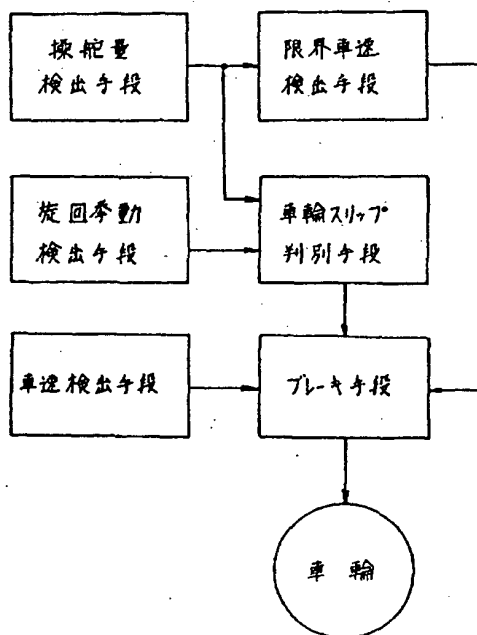 操舵量
検出手段
限界車速
検出手段
旋回挙動
検出手段
車輪スリップ
判別手段
車速検出手段
ブレーキ手段
車輪